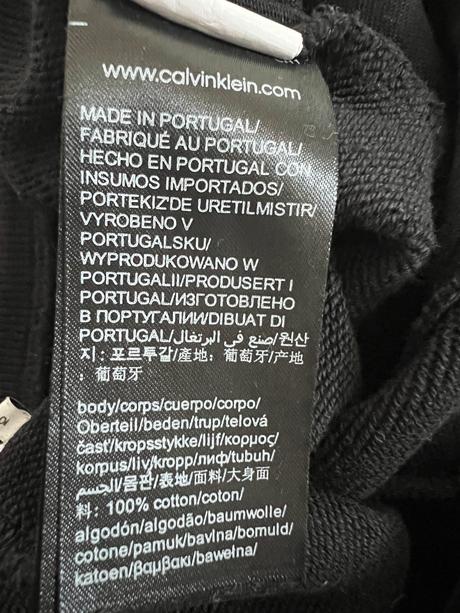 www.calvinklein.com
MADE IN PORTUGAL/
FABRIQUÉ AU PORTUGAL/
HECHO EN PORTUGAL CON
INSUMOS IMPORTADOS/
PORTEKIZ'DE URETILMISTIR/
VYROBENO V
PORTUGALSKU/
WYPRODUKOWANO W
PORTUGALII/PRODUSERT I
PORTUGAL/ИЗГОТОВЛЕНО
В ПОРТУГАЛИИ/DIBUAT DI
PORTUGAL/صنع في البرتغال/원산
지: 포르투갈/產地: 葡萄牙/产地
: 葡萄牙
body/corps/cuerpo/corpo/
Oberteil/beden/trup/telová
časť/kropsstykke/lijf/κορμος/
korpus/liv/kropp/лиф/tubuh/
الجسم/몸판/表地/面料/大身面
料: 100% cotton/coton/
algodón/algodão/baumwolle/
cotone/pamuk/bavlna/bomuld/
katoen/βαμβακι/bawełna/